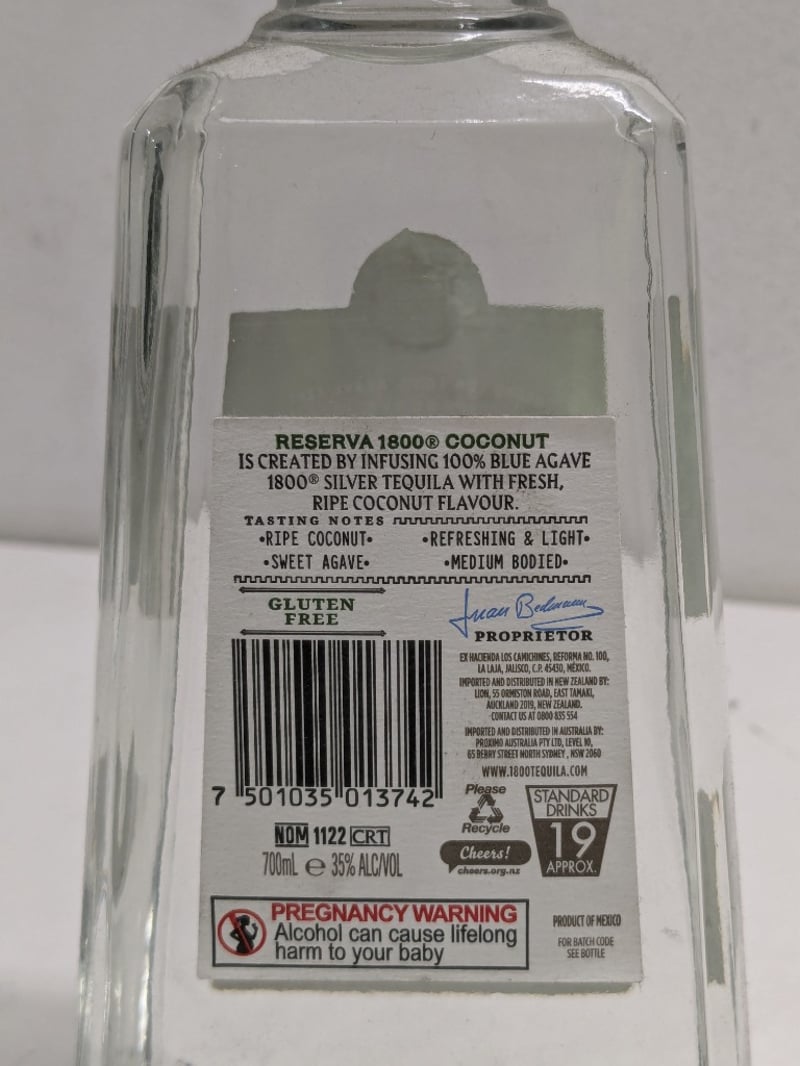 RESERVA 1800® COCONUT
IS CREATED BY INFUSING 100% BLUE AGAVE
1800® SILVER TEQUILA WITH FRESH,
RIPE COCONUT FLAVOUR.
TASTING NOTES
•RIPE COCONUT• •REFRESHING & LIGHT•
•SWEET AGAVE• •MEDIUM BODIED•
GLUTEN
FREE
Juan Beckmann
PROPRIETOR
EX HACIENDA LOS CAMICHINES, REFORMA NO. 100,
LA LAJA, JALISCO, C.P. 45430, MÉXICO.
IMPORTED AND DISTRIBUTED IN NEW ZEALAND BY:
LION, 55 ORMISTON ROAD, EAST TAMAKI,
AUCKLAND 2019, NEW ZEALAND.
CONTACT US AT 0800 835 554
IMPORTED AND DISTRIBUTED IN AUSTRALIA BY:
PROXIMO AUSTRALIA PTY LTD, LEVEL 10,
65 BERRY STREET NORTH SYDNEY, NSW 2060
WWW.1800TEQUILA.COM
7 501035 013742
Please
Recycle
Cheers!
cheers.org.nz
STANDARD
DRINKS
19
APPROX.
NOM 1122 CRT
700mL e 35% ALC/VOL
PREGNANCY WARNING
Alcohol can cause lifelong
harm to your baby
PRODUCT OF MEXICO
FOR BATCH CODE
SEE BOTTLE